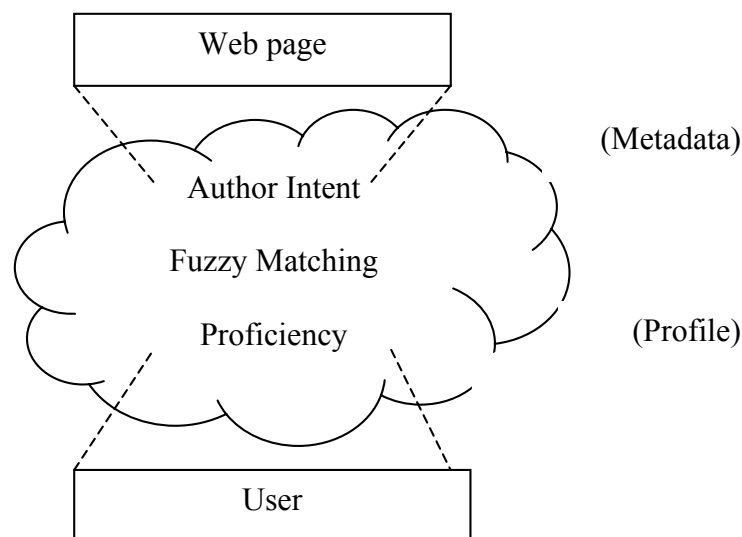 Web page
(Metadata)
Author Intent
Fuzzy Matching
Proficiency
(Profile)
User